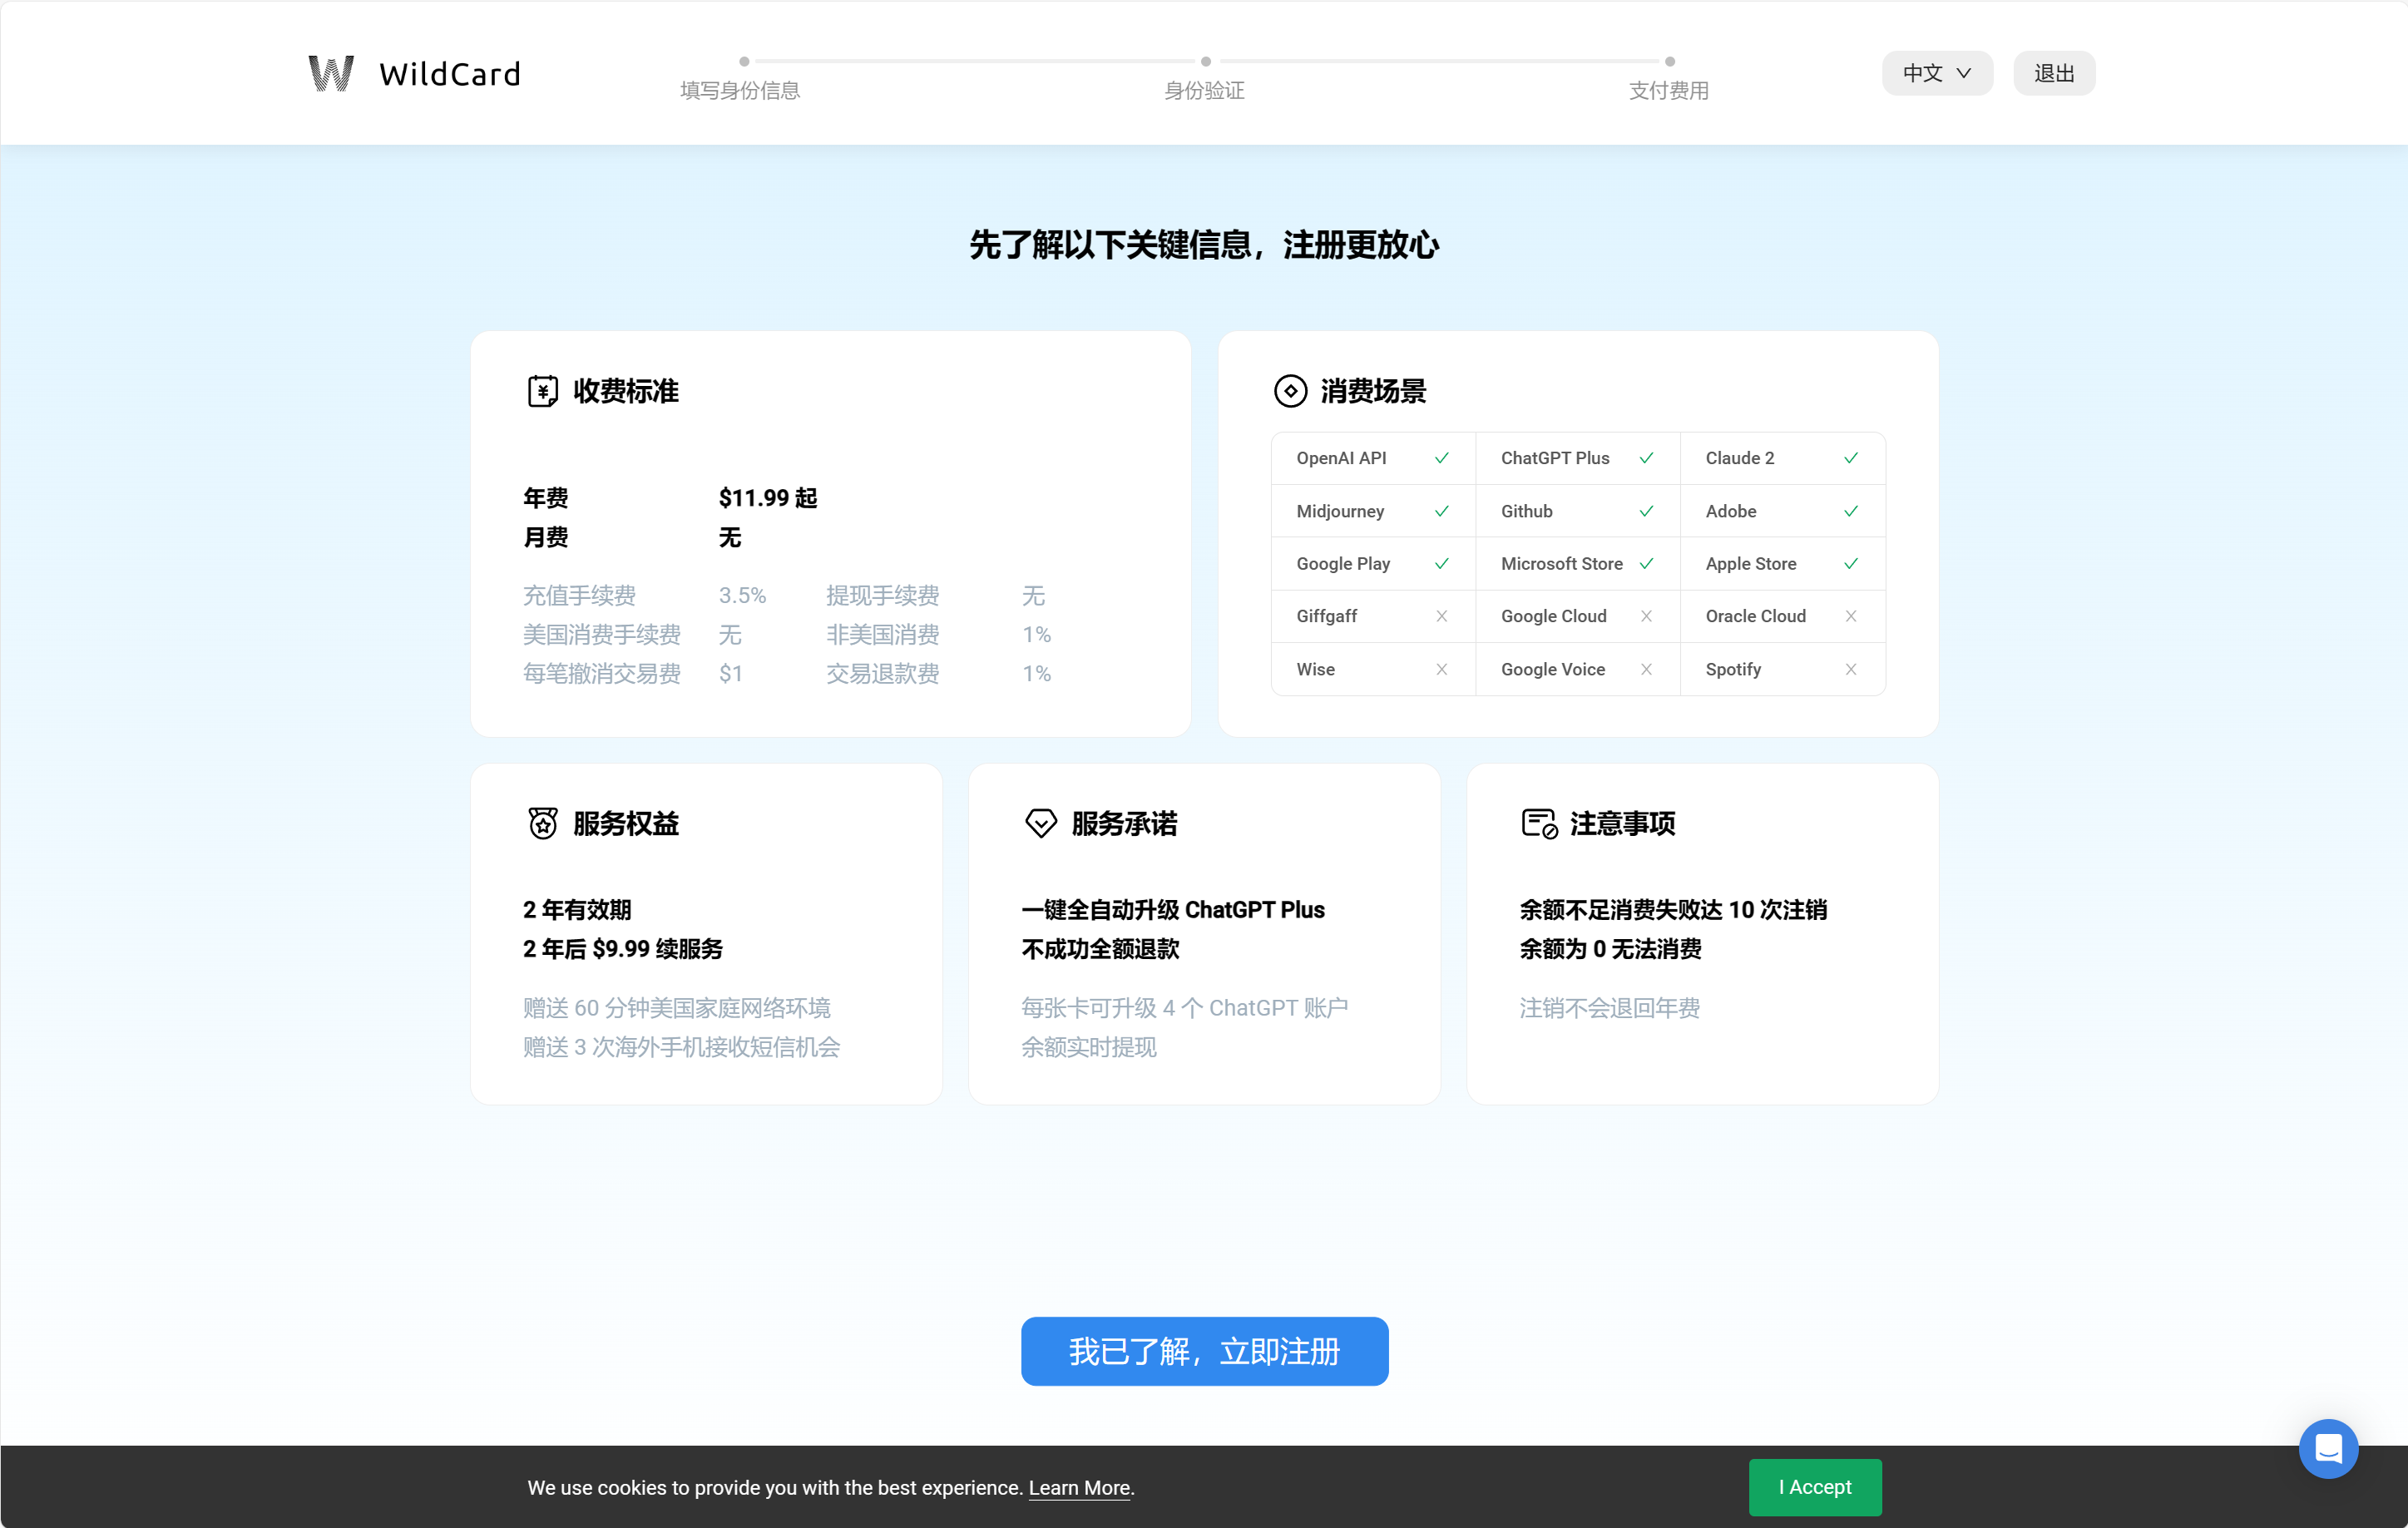 WildCard
填写身份信息
身份验证
支付费用
中文
退出
先了解以下关键信息，注册更放心
收费标准
年费 $11.99 起
月费 无
充值手续费 3.5% 提现手续费 无
美国消费手续费 无 非美国消费 1%
每笔撤消交易费 $1 交易退款费 1%
消费场景
OpenAI API ChatGPT Plus Claude 2
Midjourney Github Adobe
Google Play Microsoft Store Apple Store
Giffgaff Google Cloud Oracle Cloud
Wise Google Voice Spotify
服务权益
2 年有效期
2 年后 $9.99 续服务
赠送 60 分钟美国家庭网络环境
赠送 3 次海外手机接收短信机会
服务承诺
一键全自动升级 ChatGPT Plus
不成功全额退款
每张卡可升级 4 个 ChatGPT 账户
余额实时提现
注意事项
余额不足消费失败达 10 次注销
余额为 0 无法消费
注销不会退回年费
我已了解，立即注册
We use cookies to provide you with the best experience. Learn More.
I Accept